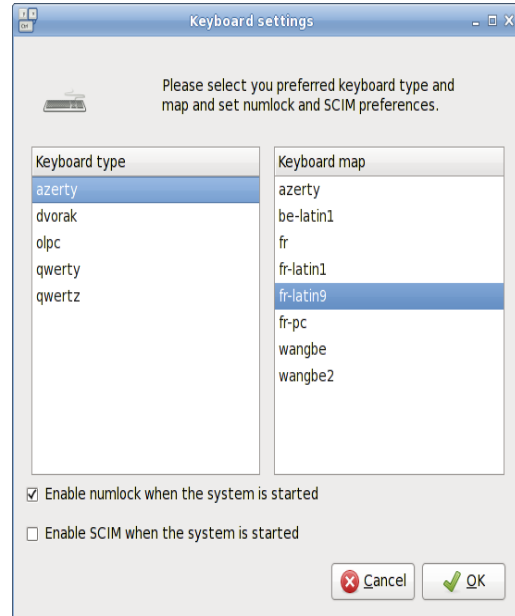 Keyboard settings
Please select you preferred keyboard type and
map and set numlock and SCIM preferences.
Keyboard type
azerty
dvorak
olpc
qwerty
qwertz
Keyboard map
azerty
be-latin1
fr
fr-latin1
fr-latin9
fr-pc
wangbe
wangbe2
Enable numlock when the system is started
Enable SCIM when the system is started
Cancel
OK